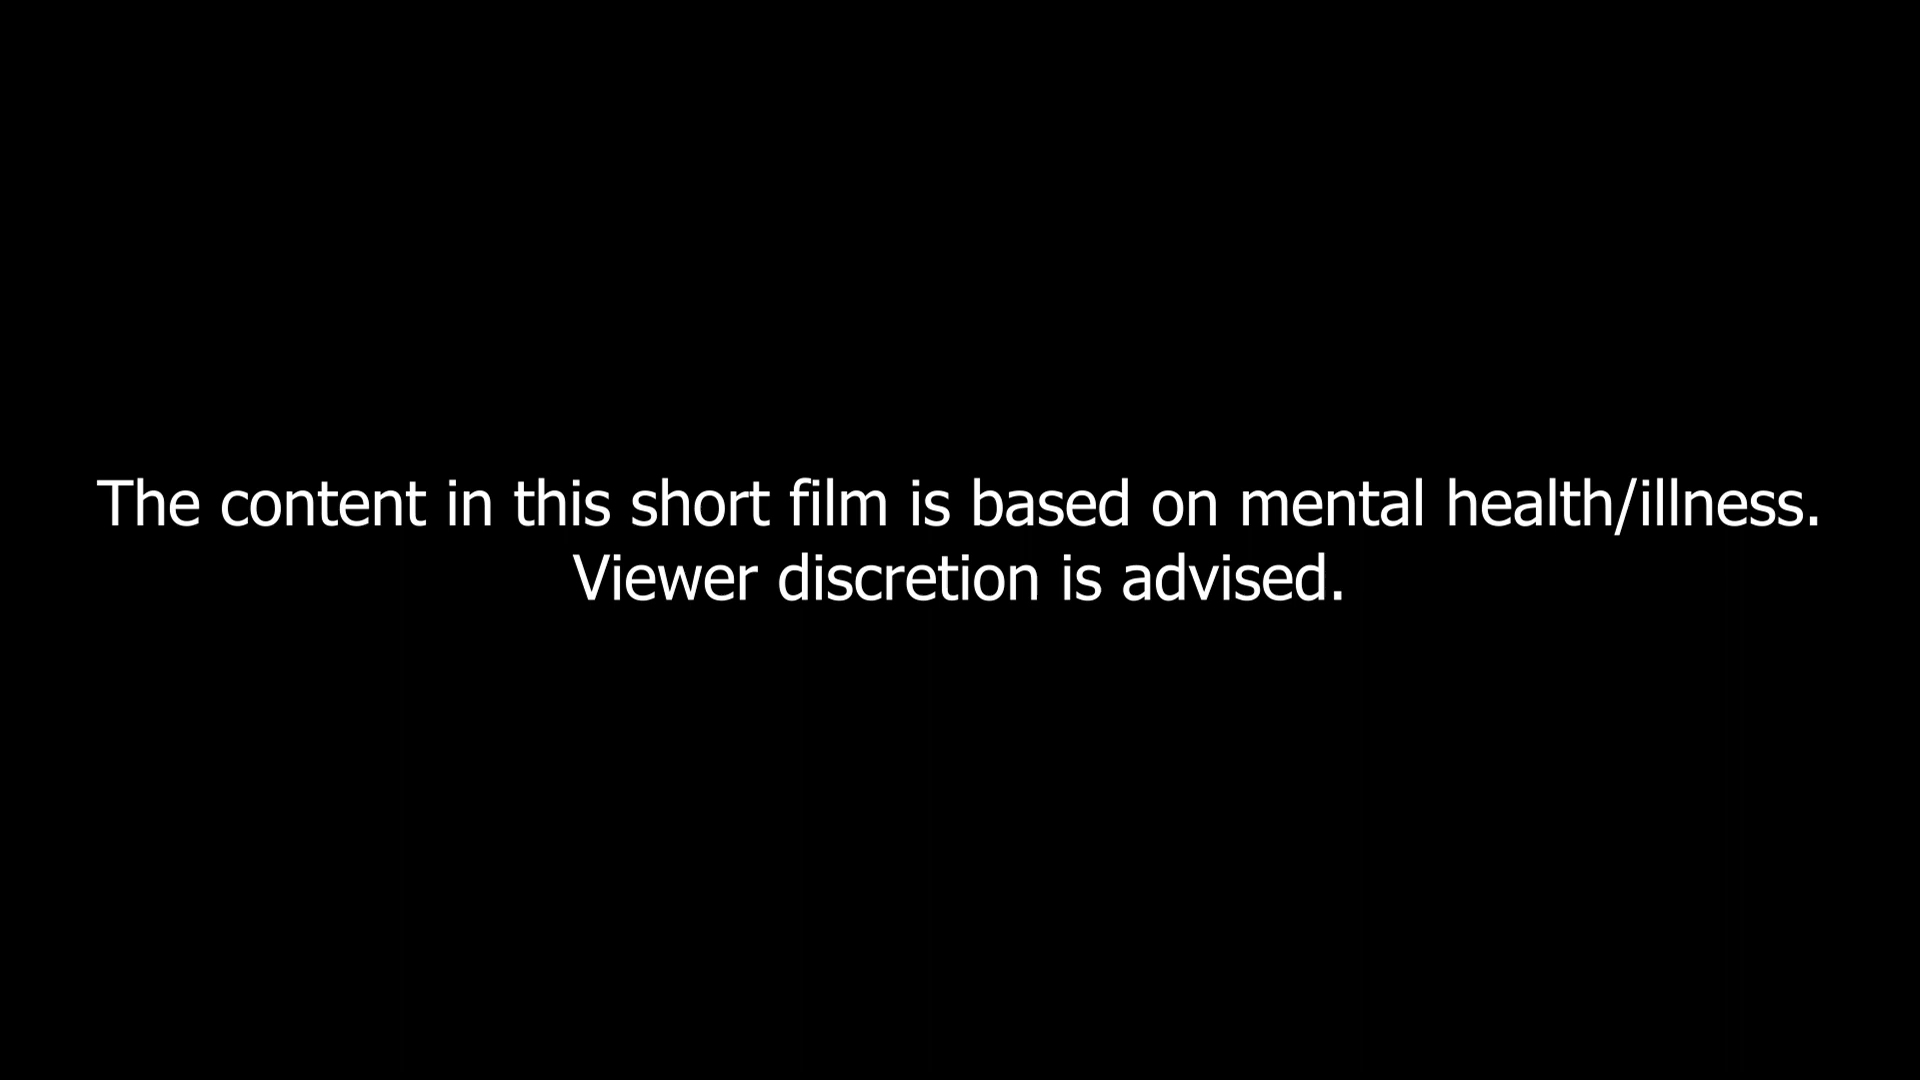 The content in this short film is based on mental health/illness.
Viewer discretion is advised.